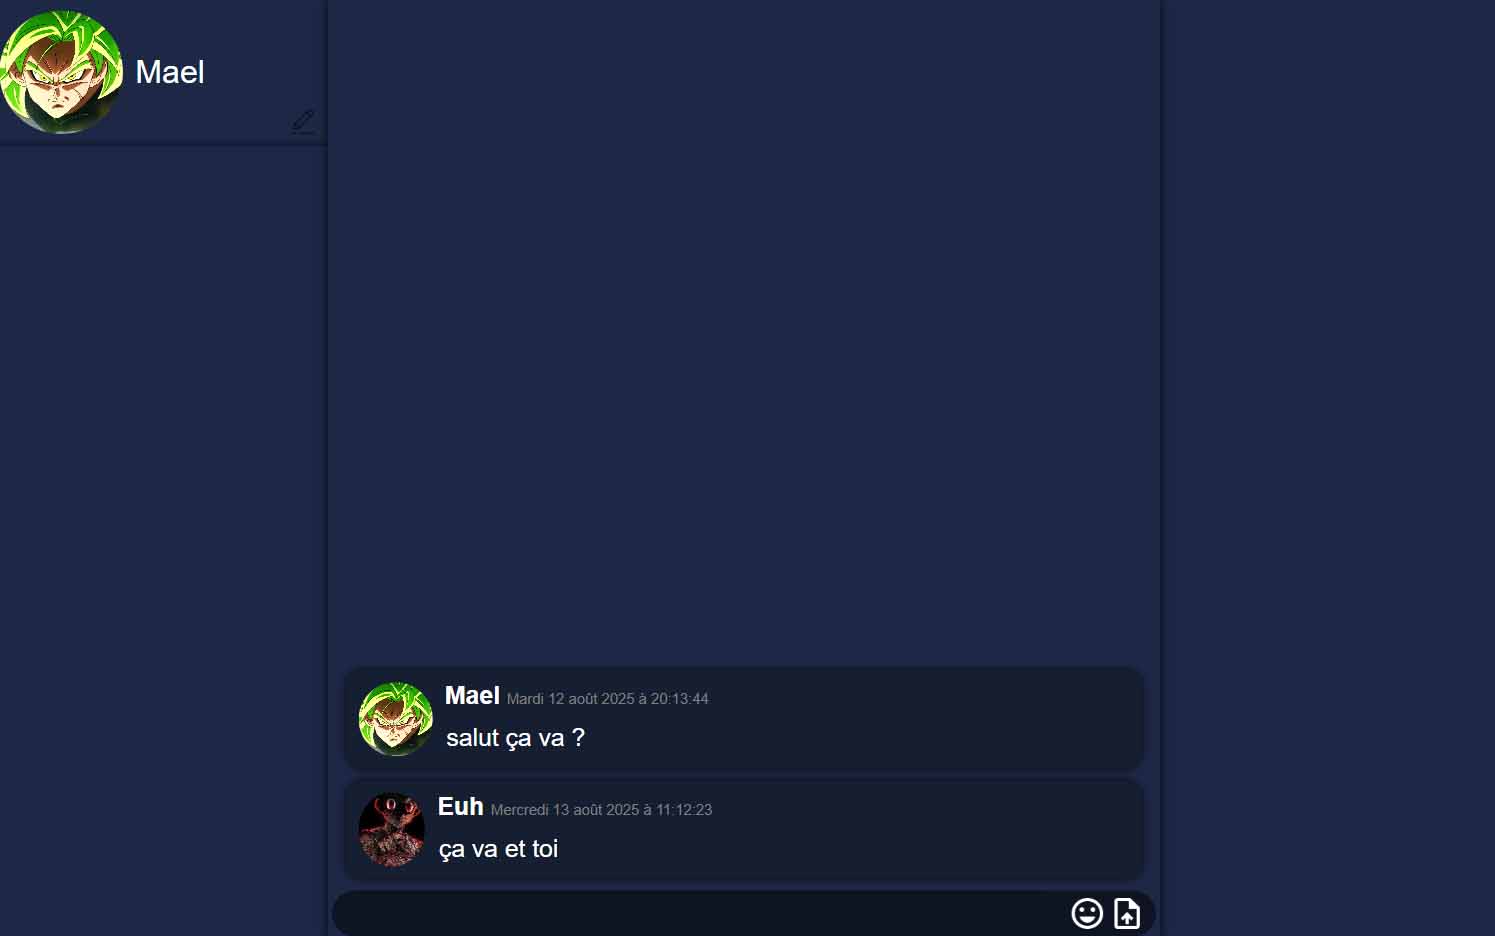 Mael
Mael Mardi 12 août 2025 à 20:13:44
salut ça va ?
Euh Mercredi 13 août 2025 à 11:12:23
ça va et toi